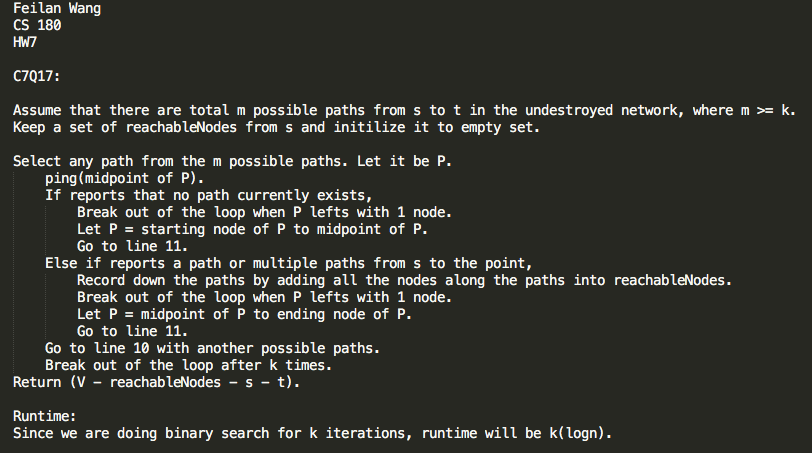 Feilan Wang
CS 180
HW7
C7Q17:
Assume that there are total m possible paths from s to t in the undestroyed network, where m >= k.
Keep a set of reachableNodes from s and initilize it to empty set.
Select any path from the m possible paths. Let it be P.
ping(midpoint of P).
If reports that no path currently exists,
Break out of the loop when P lefts with 1 node.
Let P = starting node of P to midpoint of P.
Go to line 11.
Else if reports a path or multiple paths from s to the point,
Record down the paths by adding all the nodes along the paths into reachableNodes.
Break out of the loop when P lefts with 1 node.
Let P = midpoint of P to ending node of P.
Go to line 11.
Go to line 10 with another possible paths.
Break out of the loop after k times.
Return (V - reachableNodes - s - t).
Runtime:
Since we are doing binary search for k iterations, runtime will be k(logn).